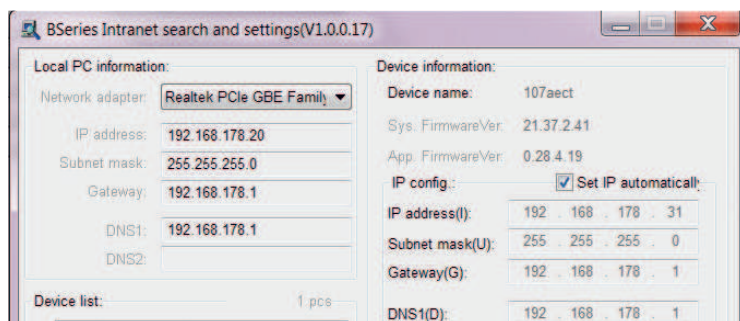 BSeries Intranet search and settings(V1.0.0.17)
Local PC information:
Network adapter: Realtek PCIe GBE Family
IP address: 192.168.178.20
Subnet mask: 255.255.255.0
Gateway: 192.168.178.1
DNS1: 192.168.178.1
DNS2:
Device list: 1 pcs
Device information:
Device name: 107aect
Sys. FirmwareVer: 21.37.2.41
App. FirmwareVer: 0.28.4.19
IP config.: Set IP automatically
IP address(I): 192 . 168 . 178 . 31
Subnet mask(U): 255 . 255 . 255 . 0
Gateway(G): 192 . 168 . 178 . 1
DNS1(D): 192 . 168 . 178 . 1